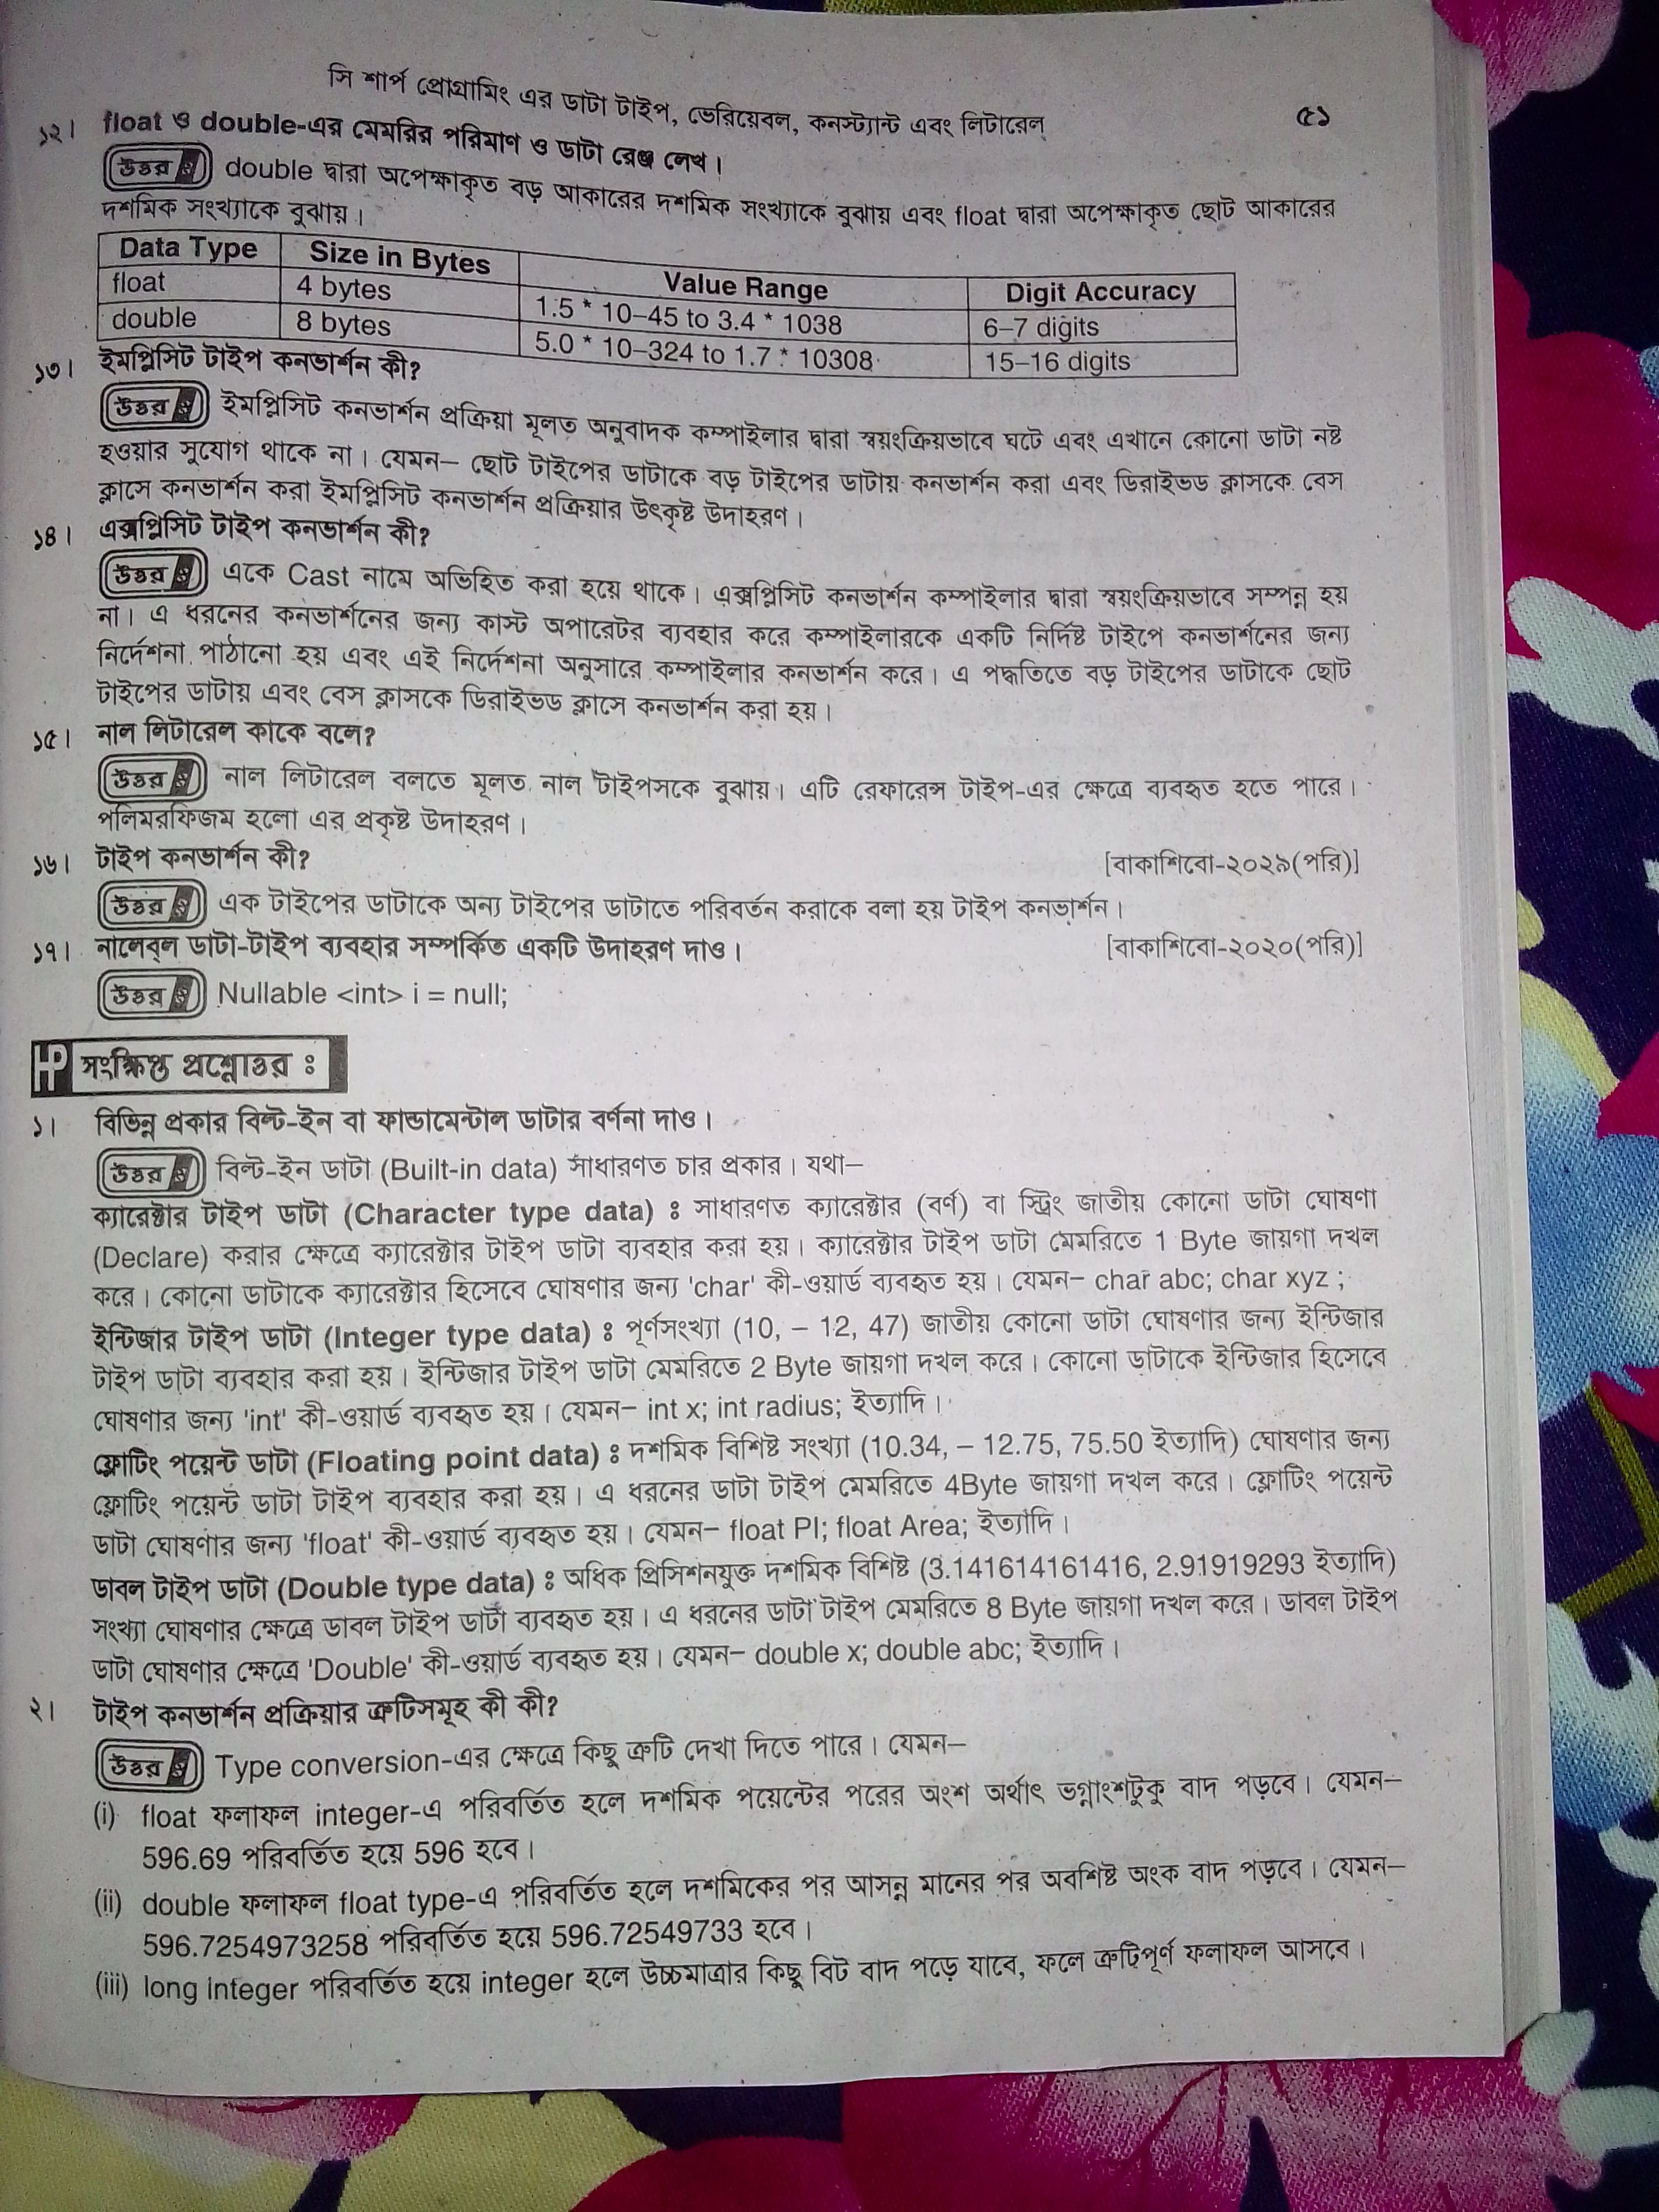 সি শার্প প্রোগ্রামিং এর ডাটা টাইপ, ভেরিয়েবল, কনস্ট্যান্ট এবং লিটারেল
৫১
১২। float ও double-এর মেমরির পরিমাণ ও ডাটা রেঞ্জ লেখ।
উত্তর ঃ double দ্বারা অপেক্ষাকৃত বড় আকারের দশমিক সংখ্যাকে বুঝায় এবং float দ্বারা অপেক্ষাকৃত ছোট আকারের
দশমিক সংখ্যাকে বুঝায়।
Data Type Size in Bytes Value Range Digit Accuracy
float 4 bytes 1.5 * 10–45 to 3.4 * 1038 6–7 digits
double 8 bytes 5.0 * 10–324 to 1.7 * 10308 15–16 digits
১৩। ইমপ্লিসিট টাইপ কনভার্শন কী?
উত্তর ঃ ইমপ্লিসিট কনভার্শন প্রক্রিয়া মূলত অনুবাদক কম্পাইলার দ্বারা স্বয়ংক্রিয়ভাবে ঘটে এবং এখানে কোনো ডাটা নষ্ট
হওয়ার সুযোগ থাকে না। যেমন– ছোট টাইপের ডাটাকে বড় টাইপের ডাটায় কনভার্শন করা এবং ডিরাইভড ক্লাসকে বেস
ক্লাসে কনভার্শন করা ইমপ্লিসিট কনভার্শন প্রক্রিয়ার উৎকৃষ্ট উদাহরণ।
১৪। এক্সপ্লিসিট টাইপ কনভার্শন কী?
উত্তর ঃ একে Cast নামে অভিহিত করা হয়ে থাকে। এক্সপ্লিসিট কনভার্শন কম্পাইলার দ্বারা স্বয়ংক্রিয়ভাবে সম্পন্ন হয়
না। এ ধরনের কনভার্শনের জন্য কাস্ট অপারেটর ব্যবহার করে কম্পাইলারকে একটি নির্দিষ্ট টাইপে কনভার্শনের জন্য
নির্দেশনা পাঠানো হয় এবং এই নির্দেশনা অনুসারে কম্পাইলার কনভার্শন করে। এ পদ্ধতিতে বড় টাইপের ডাটাকে ছোট
টাইপের ডাটায় এবং বেস ক্লাসকে ডিরাইভড ক্লাসে কনভার্শন করা হয়।
১৫। নাল লিটারেল কাকে বলে?
উত্তর ঃ নাল লিটারেল বলতে মূলত নাল টাইপসকে বুঝায়। এটি রেফারেন্স টাইপ-এর ক্ষেত্রে ব্যবহৃত হতে পারে।
পলিমরফিজম হলো এর প্রকৃষ্ট উদাহরণ।
১৬। টাইপ কনভার্শন কী? [বাকাশিবো-২০২৯(পরি)]
উত্তর ঃ এক টাইপের ডাটাকে অন্য টাইপের ডাটাতে পরিবর্তন করাকে বলা হয় টাইপ কনভার্শন।
১৭। নালেব্‌ল ডাটা-টাইপ ব্যবহার সম্পর্কিত একটি উদাহরণ দাও। [বাকাশিবো-২০২০(পরি)]
উত্তর ঃ Nullable <int> i = null;
HP সংক্ষিপ্ত প্রশ্নোত্তর ঃ
১। বিভিন্ন প্রকার বিল্ট-ইন বা ফান্ডামেন্টাল ডাটার বর্ণনা দাও।
উত্তর ঃ বিল্ট-ইন ডাটা (Built-in data) সাধারণত চার প্রকার। যথা–
ক্যারেক্টার টাইপ ডাটা (Character type data) ঃ সাধারণত ক্যারেক্টার (বর্ণ) বা স্ট্রিং জাতীয় কোনো ডাটা ঘোষণা
(Declare) করার ক্ষেত্রে ক্যারেক্টার টাইপ ডাটা ব্যবহার করা হয়। ক্যারেক্টার টাইপ ডাটা মেমরিতে 1 Byte জায়গা দখল
করে। কোনো ডাটাকে ক্যারেক্টার হিসেবে ঘোষণার জন্য 'char' কী-ওয়ার্ড ব্যবহৃত হয়। যেমন– char abc; char xyz ;
ইন্টিজার টাইপ ডাটা (Integer type data) ঃ পূর্ণসংখ্যা (10, – 12, 47) জাতীয় কোনো ডাটা ঘোষণার জন্য ইন্টিজার
টাইপ ডাটা ব্যবহার করা হয়। ইন্টিজার টাইপ ডাটা মেমরিতে 2 Byte জায়গা দখল করে। কোনো ডাটাকে ইন্টিজার হিসেবে
ঘোষণার জন্য 'int' কী-ওয়ার্ড ব্যবহৃত হয়। যেমন– int x; int radius; ইত্যাদি।
ফ্লোটিং পয়েন্ট ডাটা (Floating point data) ঃ দশমিক বিশিষ্ট সংখ্যা (10.34, – 12.75, 75.50 ইত্যাদি) ঘোষণার জন্য
ফ্লোটিং পয়েন্ট ডাটা টাইপ ব্যবহার করা হয়। এ ধরনের ডাটা টাইপ মেমরিতে 4Byte জায়গা দখল করে। ফ্লোটিং পয়েন্ট
ডাটা ঘোষণার জন্য 'float' কী-ওয়ার্ড ব্যবহৃত হয়। যেমন– float PI; float Area; ইত্যাদি।
ডাবল টাইপ ডাটা (Double type data) ঃ অধিক প্রিসিশনযুক্ত দশমিক বিশিষ্ট (3.141614161416, 2.91919293 ইত্যাদি)
সংখ্যা ঘোষণার ক্ষেত্রে ডাবল টাইপ ডাটা ব্যবহৃত হয়। এ ধরনের ডাটা টাইপ মেমরিতে 8 Byte জায়গা দখল করে। ডাবল টাইপ
ডাটা ঘোষণার ক্ষেত্রে 'Double' কী-ওয়ার্ড ব্যবহৃত হয়। যেমন– double x; double abc; ইত্যাদি।
২। টাইপ কনভার্শন প্রক্রিয়ার ত্রুটিসমূহ কী কী?
উত্তর ঃ Type conversion-এর ক্ষেত্রে কিছু ত্রুটি দেখা দিতে পারে। যেমন–
(i) float ফলাফল integer-এ পরিবর্তিত হলে দশমিক পয়েন্টের পরের অংশ অর্থাৎ ভগ্নাংশটুকু বাদ পড়বে। যেমন–
596.69 পরিবর্তিত হয়ে 596 হবে।
(ii) double ফলাফল float type-এ পরিবর্তিত হলে দশমিকের পর আসন্ন মানের পর অবশিষ্ট অংক বাদ পড়বে। যেমন–
596.7254973258 পরিবর্তিত হয়ে 596.72549733 হবে।
(iii) long integer পরিবর্তিত হয়ে integer হলে উচ্চমাত্রার কিছু বিট বাদ পড়ে যাবে, ফলে ত্রুটিপূর্ণ ফলাফল আসবে।